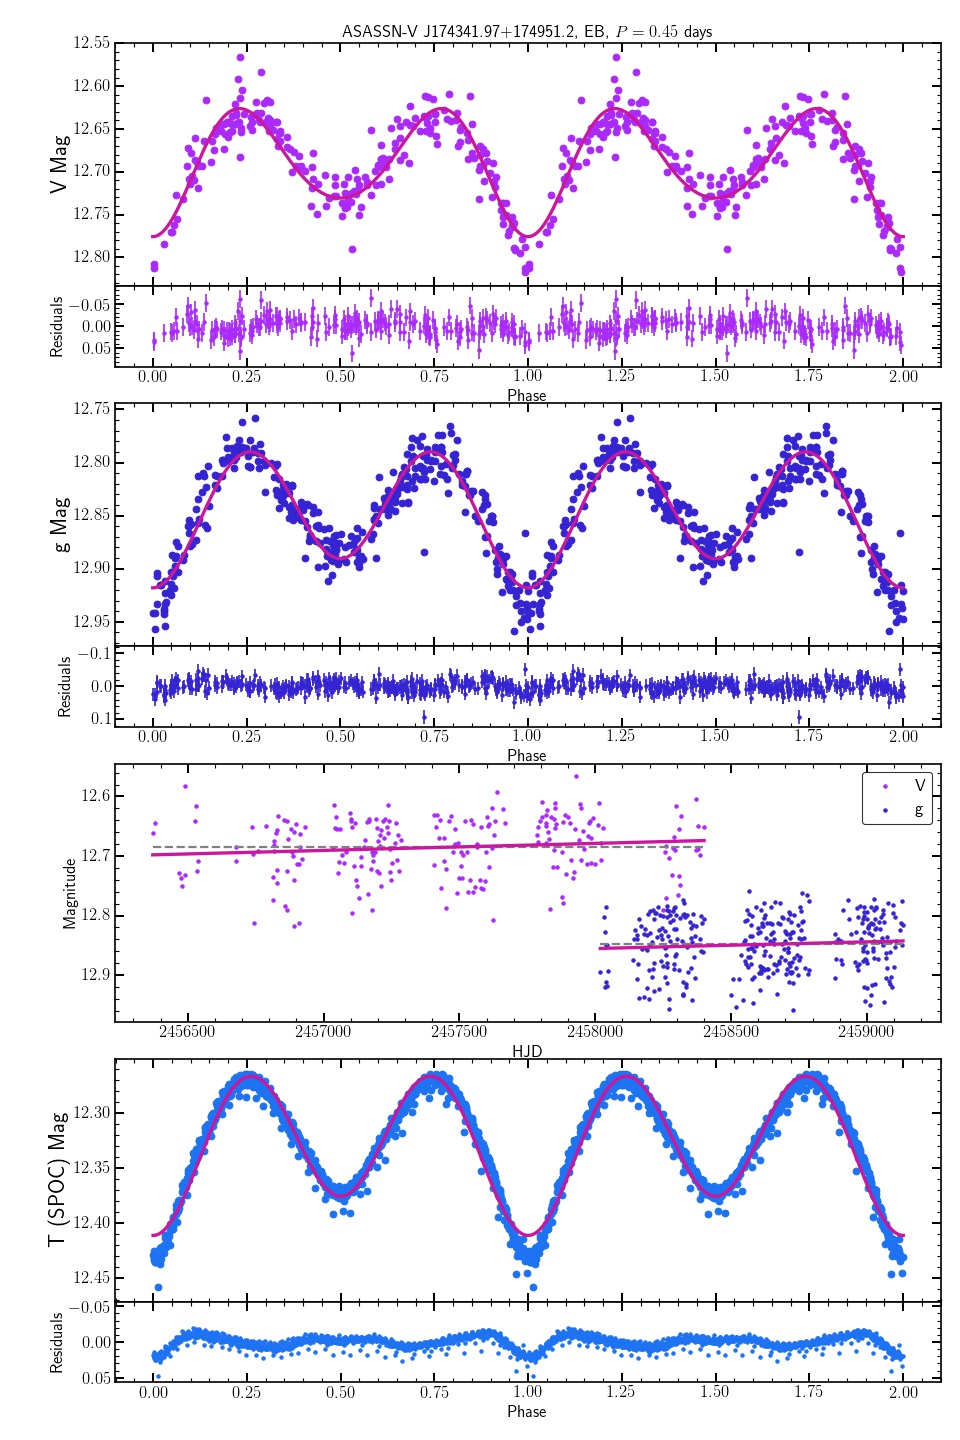 ASASSN-V J174341.97+174951.2, EB, P = 0.45 days
12.55
12.60
12.65
12.70
12.75
12.80
V Mag
−0.05
0.00
0.05
Residuals
0.00 0.25 0.50 0.75 1.00 1.25 1.50 1.75 2.00
Phase
12.75
12.80
12.85
12.90
12.95
g Mag
−0.1
0.0
0.1
Residuals
0.00 0.25 0.50 0.75 1.00 1.25 1.50 1.75 2.00
Phase
V
g
12.6
12.7
12.8
12.9
Magnitude
2456500 2457000 2457500 2458000 2458500 2459000
HJD
12.30
12.35
12.40
12.45
T (SPOC) Mag
−0.05
0.00
0.05
Residuals
0.00 0.25 0.50 0.75 1.00 1.25 1.50 1.75 2.00
Phase